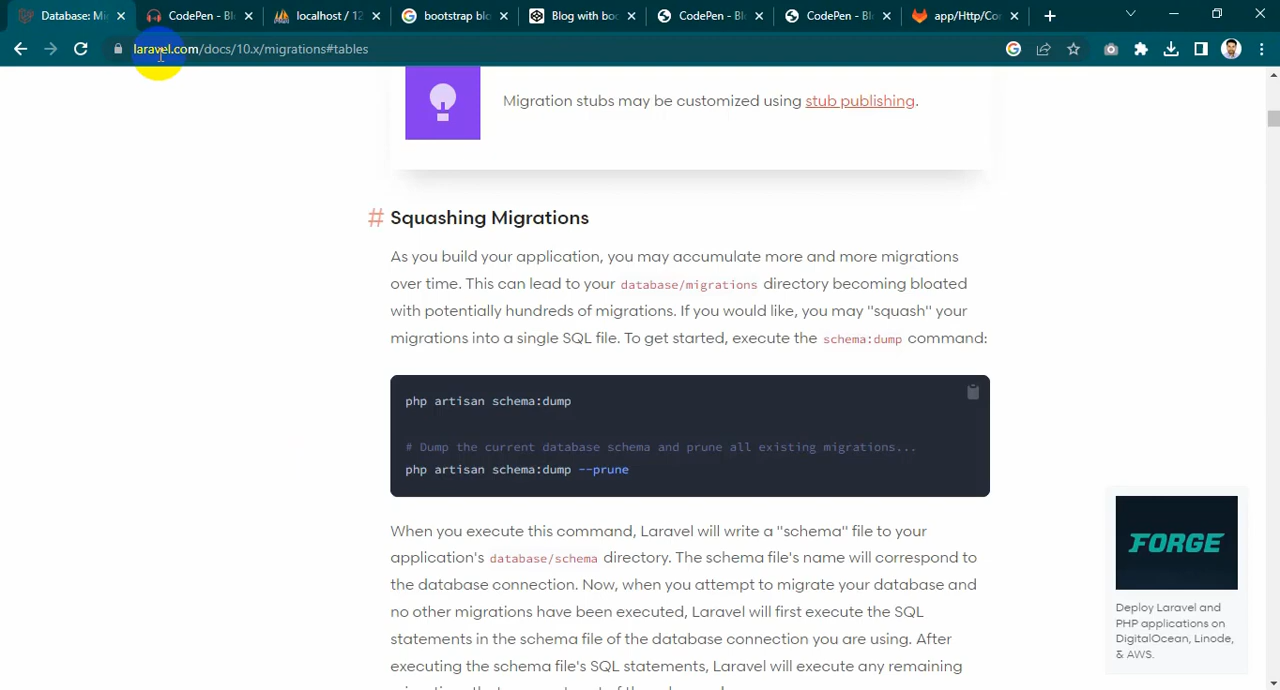 Database: Mi
CodePen - Blo
localhost / 12
bootstrap blo
Blog with boo
CodePen - Blo
CodePen - Blo
app/Http/Con
laravel.com/docs/10.x/migrations#tables
Migration stubs may be customized using stub publishing.
# Squashing Migrations
As you build your application, you may accumulate more and more migrations
over time. This can lead to your database/migrations directory becoming bloated
with potentially hundreds of migrations. If you would like, you may "squash" your
migrations into a single SQL file. To get started, execute the schema:dump command:
php artisan schema:dump
# Dump the current database schema and prune all existing migrations...
php artisan schema:dump --prune
When you execute this command, Laravel will write a "schema" file to your
application's database/schema directory. The schema file's name will correspond to
the database connection. Now, when you attempt to migrate your database and
no other migrations have been executed, Laravel will first execute the SQL
statements in the schema file of the database connection you are using. After
executing the schema file's SQL statements, Laravel will execute any remaining
FORGE
Deploy Laravel and
PHP applications on
DigitalOcean, Linode,
& AWS.